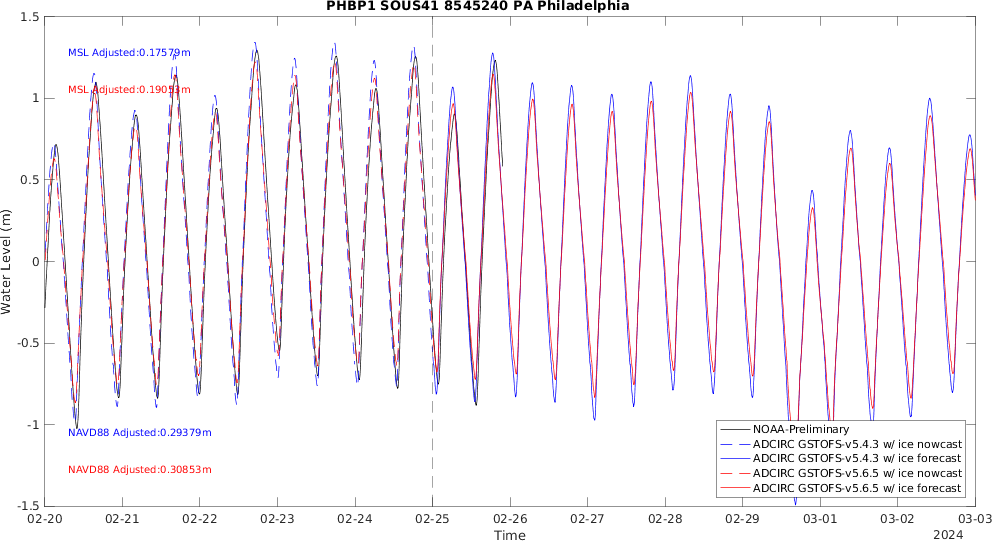 PHBP1 SOUS41 8545240 PA Philadelphia
1.5
1
0.5
0
-0.5
-1
-1.5
Water Level (m)
MSL Adjusted:0.17579m
MSL Adjusted:0.19053m
NAVD88 Adjusted:0.29379m
NAVD88 Adjusted:0.30853m
NOAA-Preliminary
ADCIRC GSTOFS-v5.4.3 w/ ice nowcast
ADCIRC GSTOFS-v5.4.3 w/ ice forecast
ADCIRC GSTOFS-v5.6.5 w/ ice nowcast
ADCIRC GSTOFS-v5.6.5 w/ ice forecast
02-20 02-21 02-22 02-23 02-24 02-25 02-26 02-27 02-28 02-29 03-01 03-02 03-03
Time
2024